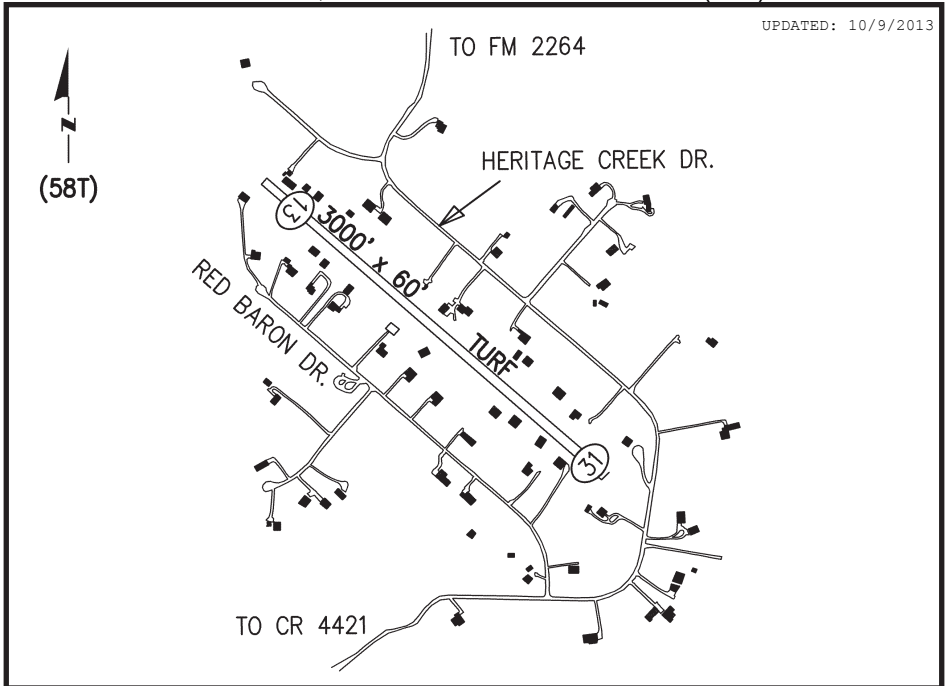 UPDATED: 10/9/2013
TO FM 2264
N
(58T)
HERITAGE CREEK DR.
13
3000' x 60'
RED BARON DR.
TURF
31
TO CR 4421